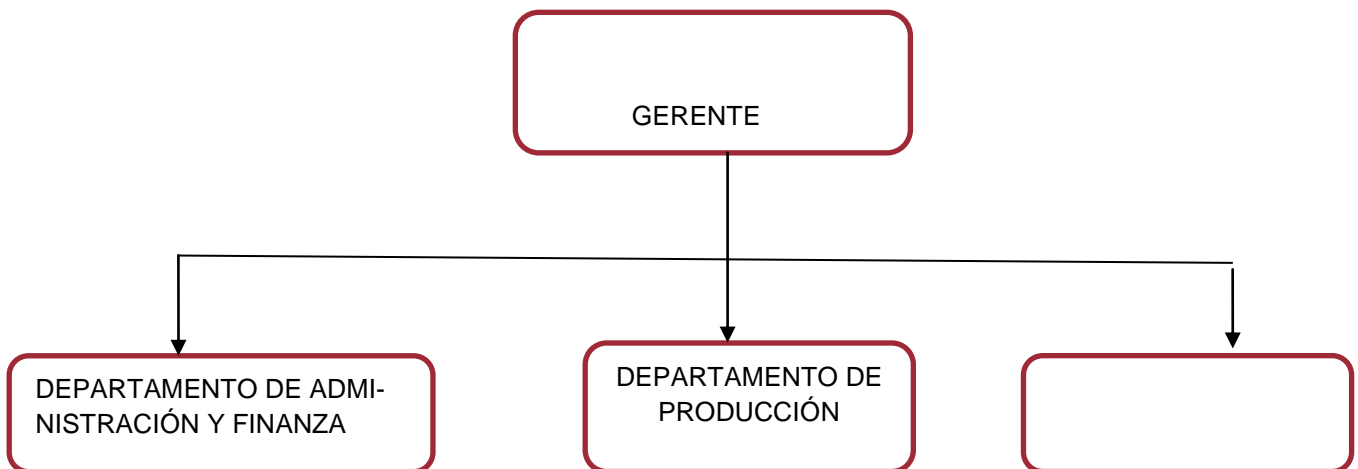 GERENTE
DEPARTAMENTO DE ADMI-
NISTRACIÓN Y FINANZA
DEPARTAMENTO DE
PRODUCCIÓN